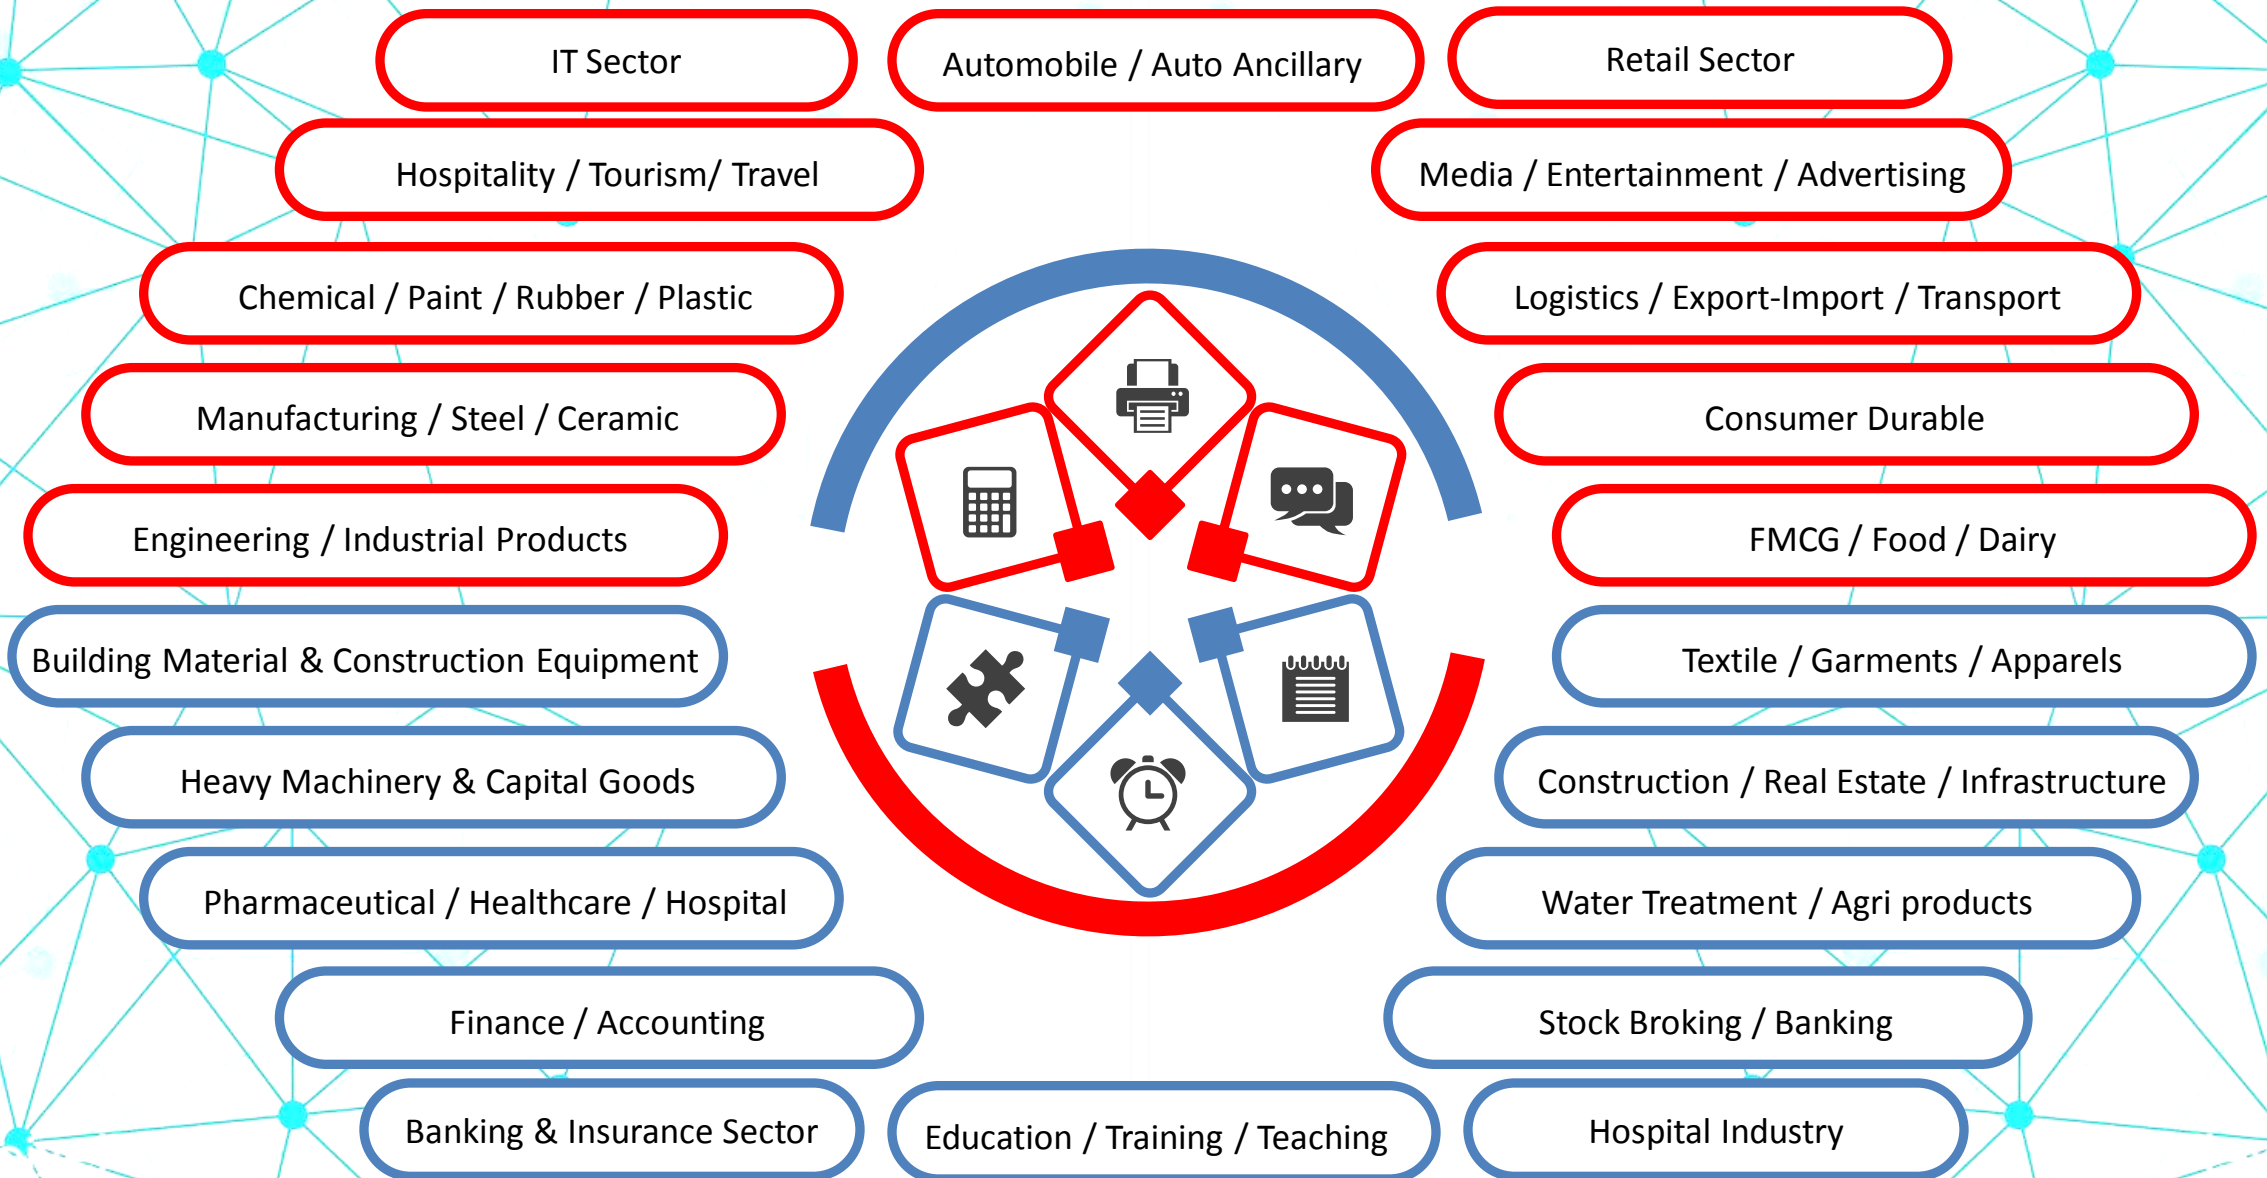 IT Sector
Automobile / Auto Ancillary
Retail Sector
Hospitality / Tourism/ Travel
Media / Entertainment / Advertising
Chemical / Paint / Rubber / Plastic
Logistics / Export-Import / Transport
Manufacturing / Steel / Ceramic
Consumer Durable
Engineering / Industrial Products
FMCG / Food / Dairy
Building Material & Construction Equipment
Textile / Garments / Apparels
Heavy Machinery & Capital Goods
Construction / Real Estate / Infrastructure
Pharmaceutical / Healthcare / Hospital
Water Treatment / Agri products
Finance / Accounting
Stock Broking / Banking
Banking & Insurance Sector
Education / Training / Teaching
Hospital Industry